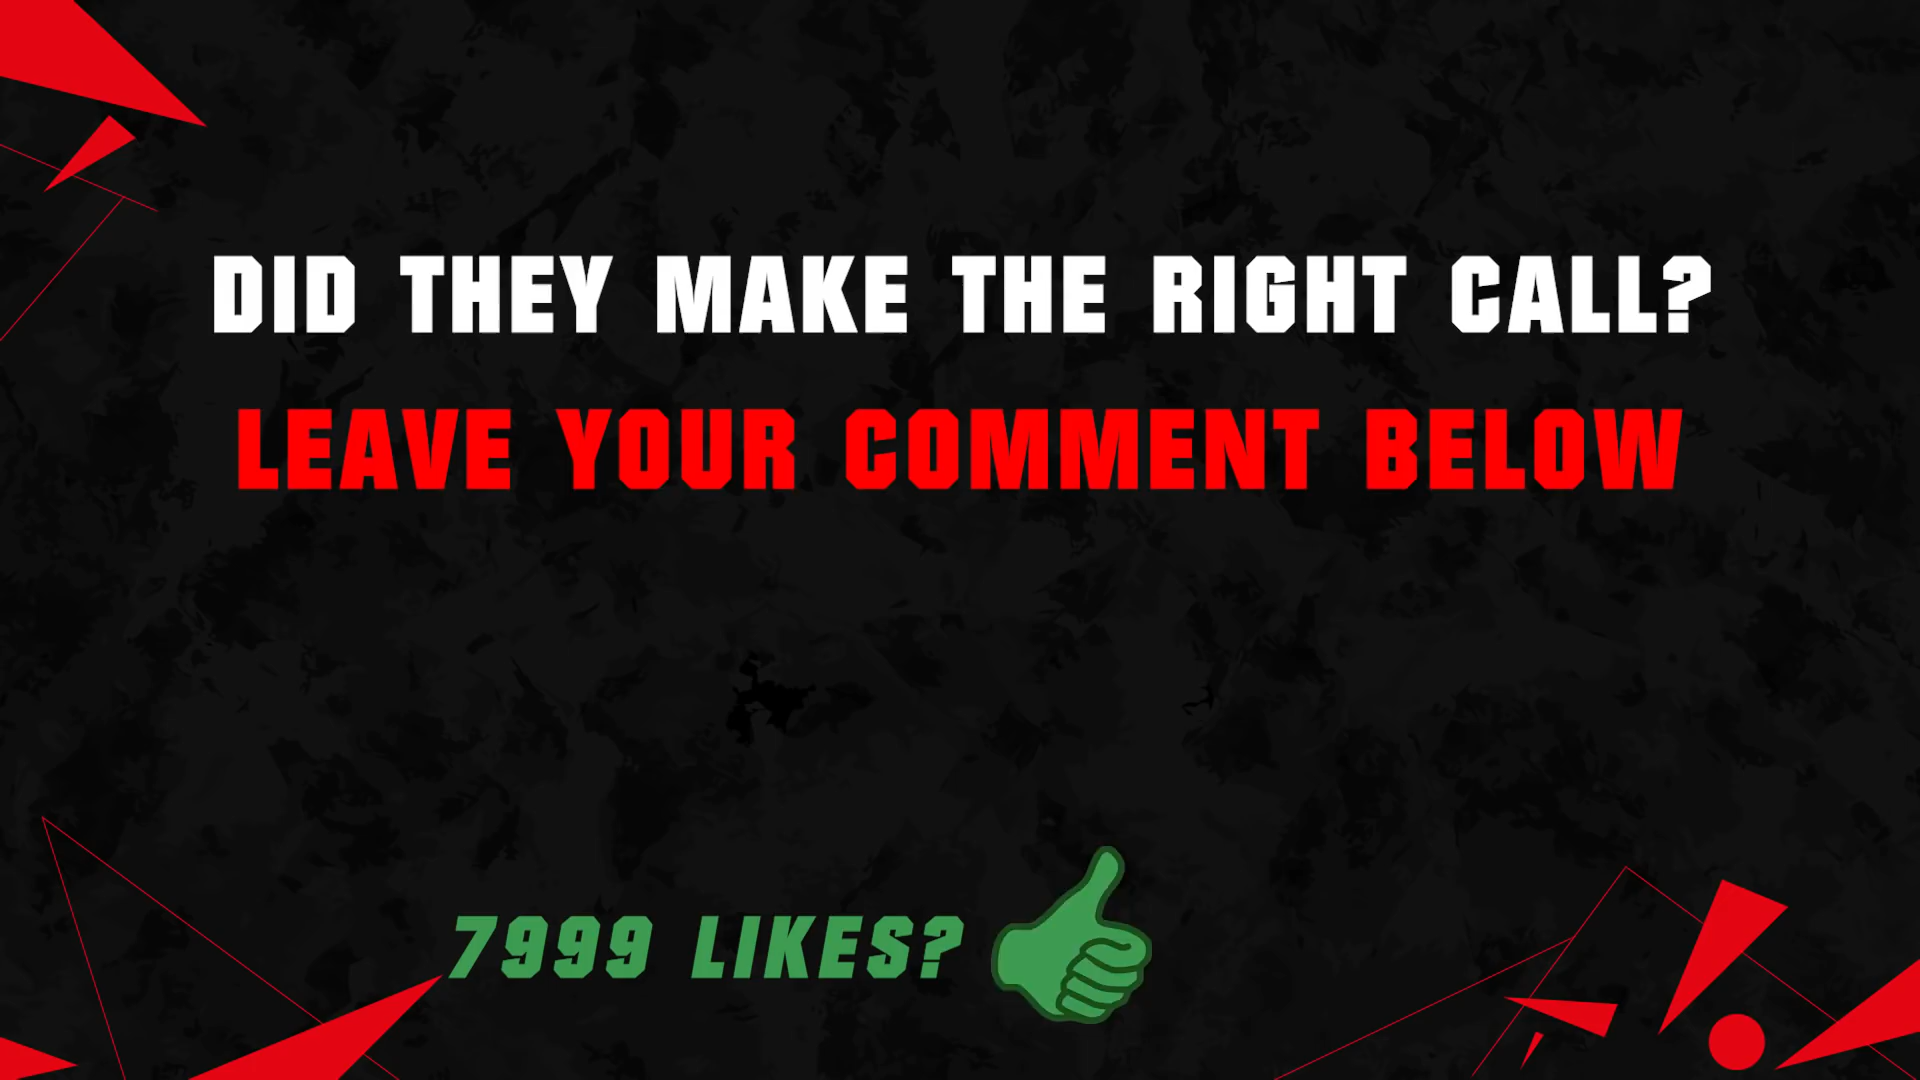 DID THEY MAKE THE RIGHT CALL?
LEAVE YOUR COMMENT BELOW
7999 LIKES?